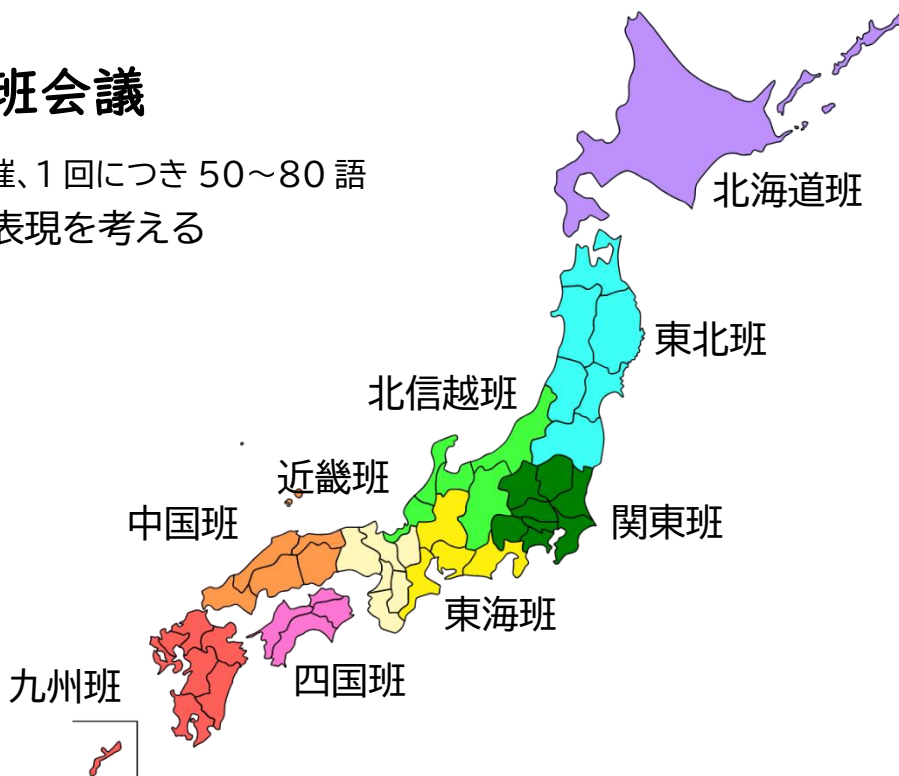 班会議
催、1回につき 50～80 語
表現を考える
北海道班
東北班
北信越班
近畿班
中国班
関東班
東海班
四国班
九州班